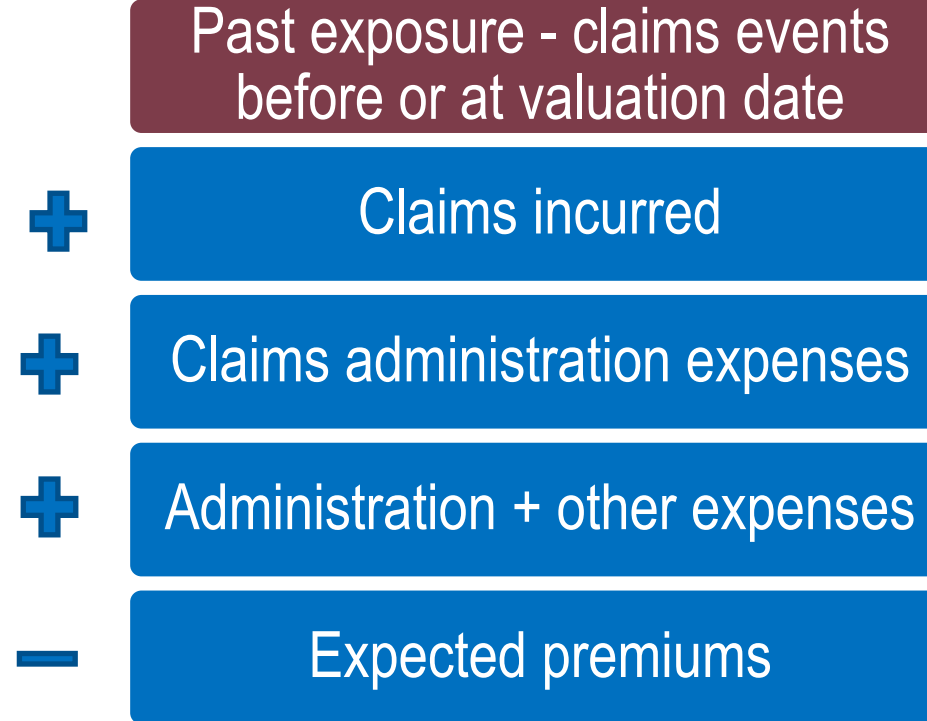 Past exposure - claims events
before or at valuation date
Claims incurred
Claims administration expenses
Administration + other expenses
Expected premiums